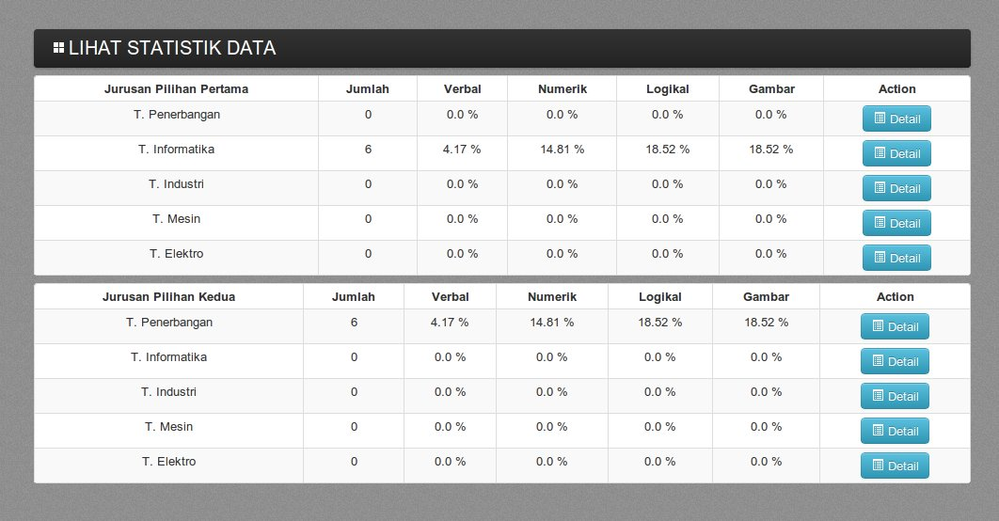 LIHAT STATISTIK DATA
Jurusan Pilihan Pertama Jumlah Verbal Numerik Logikal Gambar Action
T. Penerbangan 0 0.0 % 0.0 % 0.0 % 0.0 % Detail
T. Informatika 6 4.17 % 14.81 % 18.52 % 18.52 % Detail
T. Industri 0 0.0 % 0.0 % 0.0 % 0.0 % Detail
T. Mesin 0 0.0 % 0.0 % 0.0 % 0.0 % Detail
T. Elektro 0 0.0 % 0.0 % 0.0 % 0.0 % Detail
Jurusan Pilihan Kedua Jumlah Verbal Numerik Logikal Gambar Action
T. Penerbangan 6 4.17 % 14.81 % 18.52 % 18.52 % Detail
T. Informatika 0 0.0 % 0.0 % 0.0 % 0.0 % Detail
T. Industri 0 0.0 % 0.0 % 0.0 % 0.0 % Detail
T. Mesin 0 0.0 % 0.0 % 0.0 % 0.0 % Detail
T. Elektro 0 0.0 % 0.0 % 0.0 % 0.0 % Detail